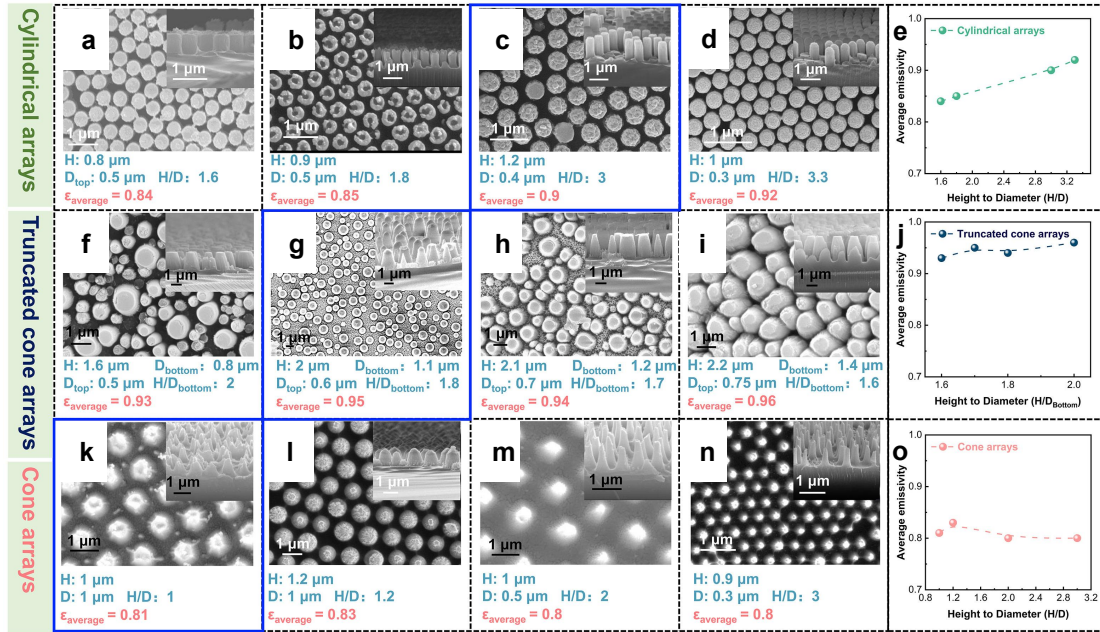 Cylindrical arrays
a
1 μm
1 μm
H: 0.8 μm
Dtop: 0.5 μm H/D: 1.6
εaverage = 0.84
b
1 μm
1 μm
H: 0.9 μm
D: 0.5 μm H/D: 1.8
εaverage = 0.85
c
1 μm
1 μm
H: 1.2 μm
D: 0.4 μm H/D: 3
εaverage = 0.9
d
1 μm
1 μm
H: 1 μm
D: 0.3 μm H/D: 3.3
εaverage = 0.92
e
Cylindrical arrays
Average emissivity
1.0
0.9
0.8
0.7
1.6 2.0 2.4 2.8 3.2
Height to Diameter (H/D)
Truncated cone arrays
f
1 μm
1 μm
H: 1.6 μm Dbottom: 0.8 μm
Dtop: 0.5 μm H/Dbottom: 2
εaverage = 0.93
g
1 μm
1 μm
H: 2 μm Dbottom: 1.1 μm
Dtop: 0.6 μm H/Dbottom: 1.8
εaverage = 0.95
h
1 μm
1 μm
H: 2.1 μm Dbottom: 1.2 μm
Dtop: 0.7 μm H/Dbottom: 1.7
εaverage = 0.94
i
1 μm
1 μm
H: 2.2 μm Dbottom: 1.4 μm
Dtop: 0.75 μm H/Dbottom: 1.6
εaverage = 0.96
j
Truncated cone arrays
Average emissivity
1.0
0.9
0.8
0.7
1.6 1.8 2.0
Height to Diameter (H/DBottom)
Cone arrays
k
1 μm
1 μm
H: 1 μm
D: 1 μm H/D: 1
εaverage = 0.81
l
1 μm
1 μm
H: 1.2 μm
D: 1 μm H/D: 1.2
εaverage = 0.83
m
1 μm
1 μm
H: 1 μm
D: 0.5 μm H/D: 2
εaverage = 0.8
n
1 μm
1 μm
H: 0.9 μm
D: 0.3 μm H/D: 3
εaverage = 0.8
o
Cone arrays
Average emissivity
1.0
0.9
0.8
0.7
0.8 1.2 1.6 2.0 2.4 2.8 3.2
Height to Diameter (H/D)